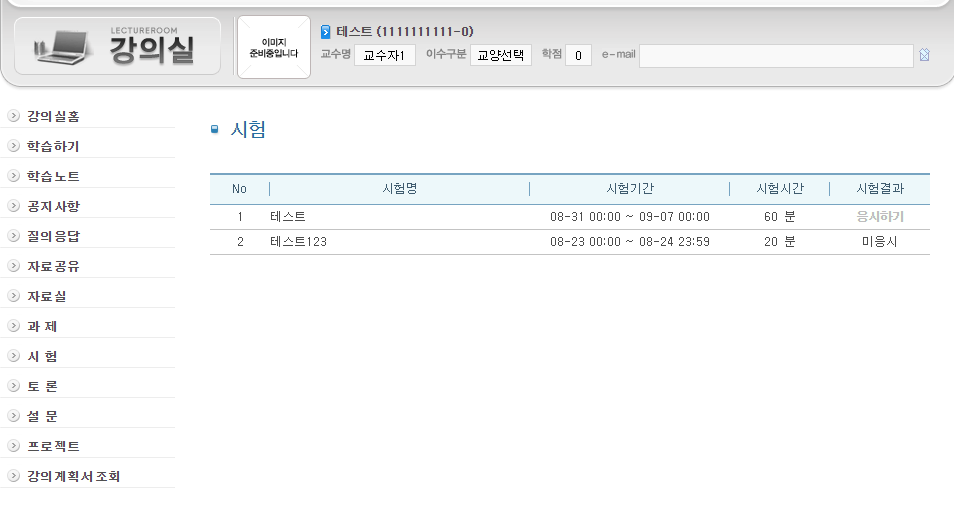 LECTUREROOM
강의실
이미지
준비중입니다
테스트 (1111111111-0)
교수명 교수자1 이수구분 교양선택 학점 0 e-mail
강의실홈
학습하기
학습노트
공지사항
질의응답
자료공유
자료실
과 제
시 험
토 론
설 문
프로젝트
강의계획서조회
시험
No 시험명 시험기간 시험시간 시험결과
1 테스트 08-31 00:00 ~ 09-07 00:00 60 분 응시하기
2 테스트123 08-23 00:00 ~ 08-24 23:59 20 분 미응시